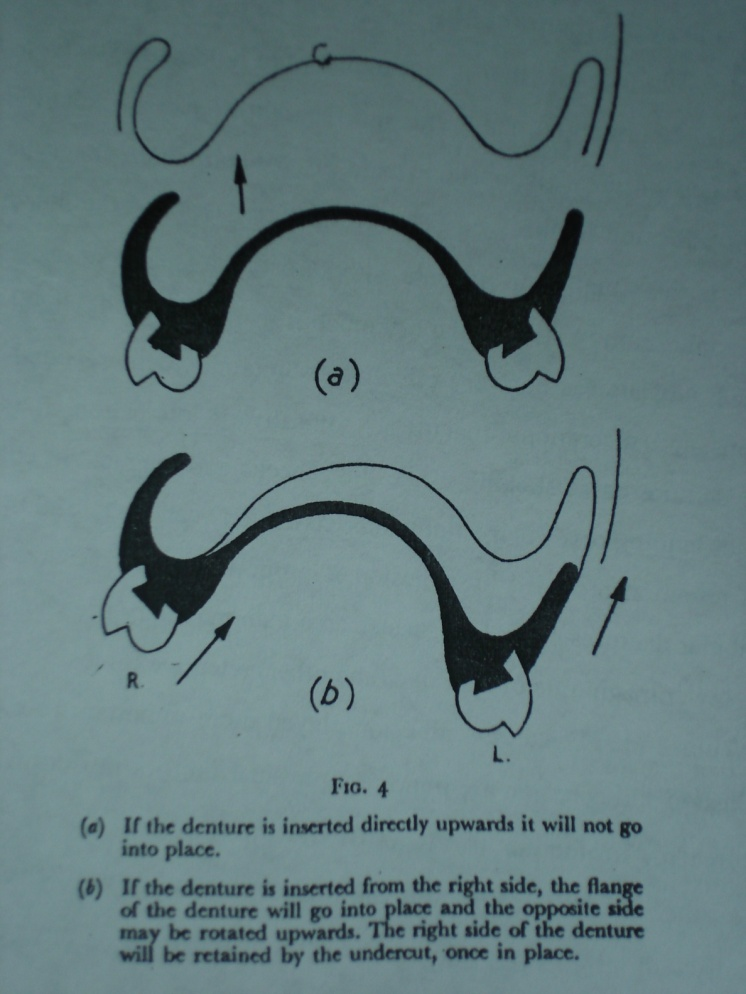 (a)
R.
(b)
L.
FIG. 4
(a) If the denture is inserted directly upwards it will not go
into place.
(b) If the denture is inserted from the right side, the flange
of the denture will go into place and the opposite side
may be rotated upwards. The right side of the denture
will be retained by the undercut, once in place.